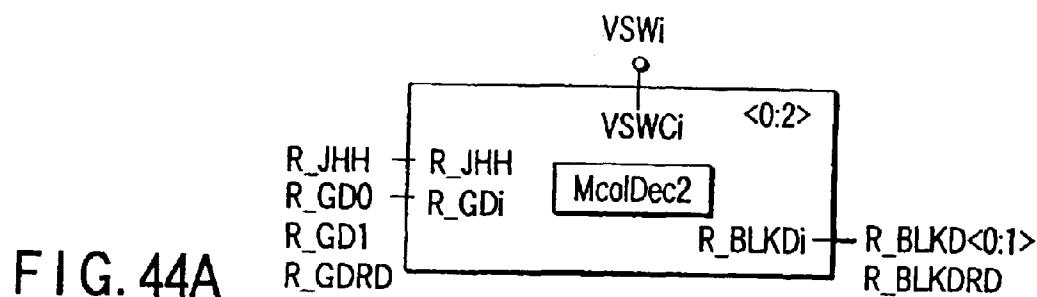 VSWi
VSWCi <0:2>
R_JHH R_JHH
R_GD0 R_GDi McolDec2
R_GD1 R_BLKDi R_BLKD<0:1>
R_GDRD R_BLKDRD
FIG. 44A